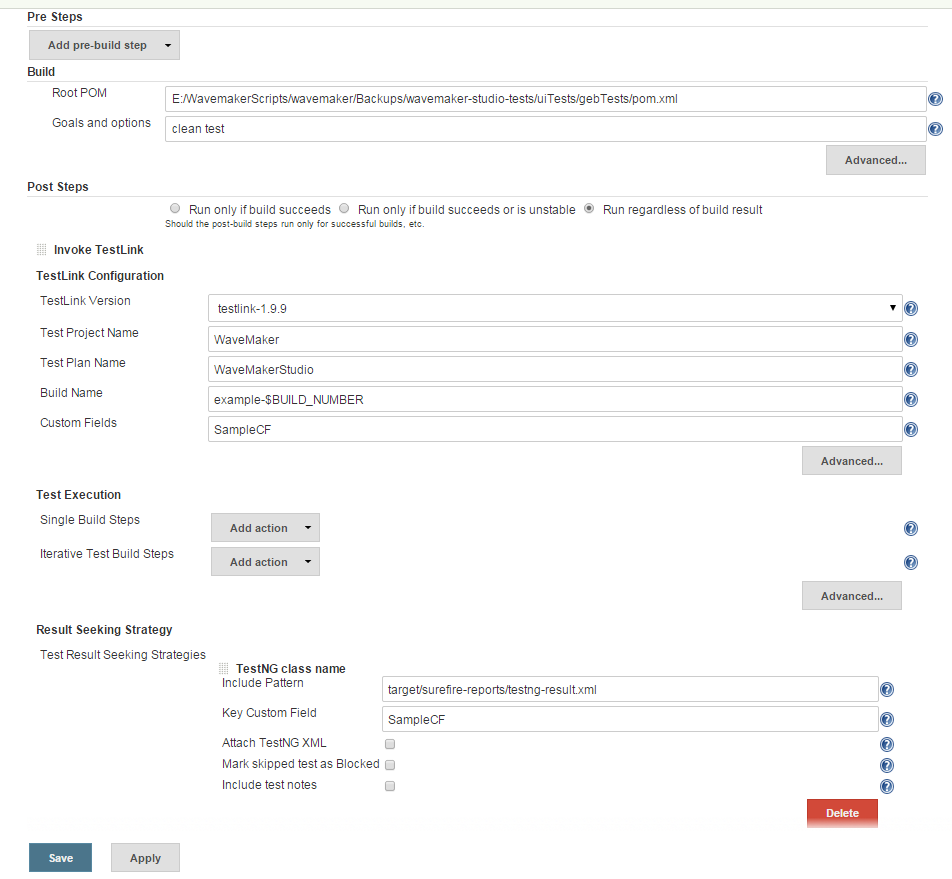 Pre Steps
Add pre-build step
Build
Root POM E:/WavemakerScripts/wavemaker/Backups/wavemaker-studio-tests/uiTests/gebTests/pom.xml
Goals and options clean test
Advanced...
Post Steps
Run only if build succeeds Run only if build succeeds or is unstable Run regardless of build result
Should the post-build steps run only for successful builds, etc.
Invoke TestLink
TestLink Configuration
TestLink Version testlink-1.9.9
Test Project Name WaveMaker
Test Plan Name WaveMakerStudio
Build Name example-$BUILD_NUMBER
Custom Fields SampleCF
Advanced...
Test Execution
Single Build Steps Add action
Iterative Test Build Steps Add action
Advanced...
Result Seeking Strategy
Test Result Seeking Strategies
TestNG class name
Include Pattern target/surefire-reports/testng-result.xml
Key Custom Field SampleCF
Attach TestNG XML
Mark skipped test as Blocked
Include test notes
Delete
Save Apply